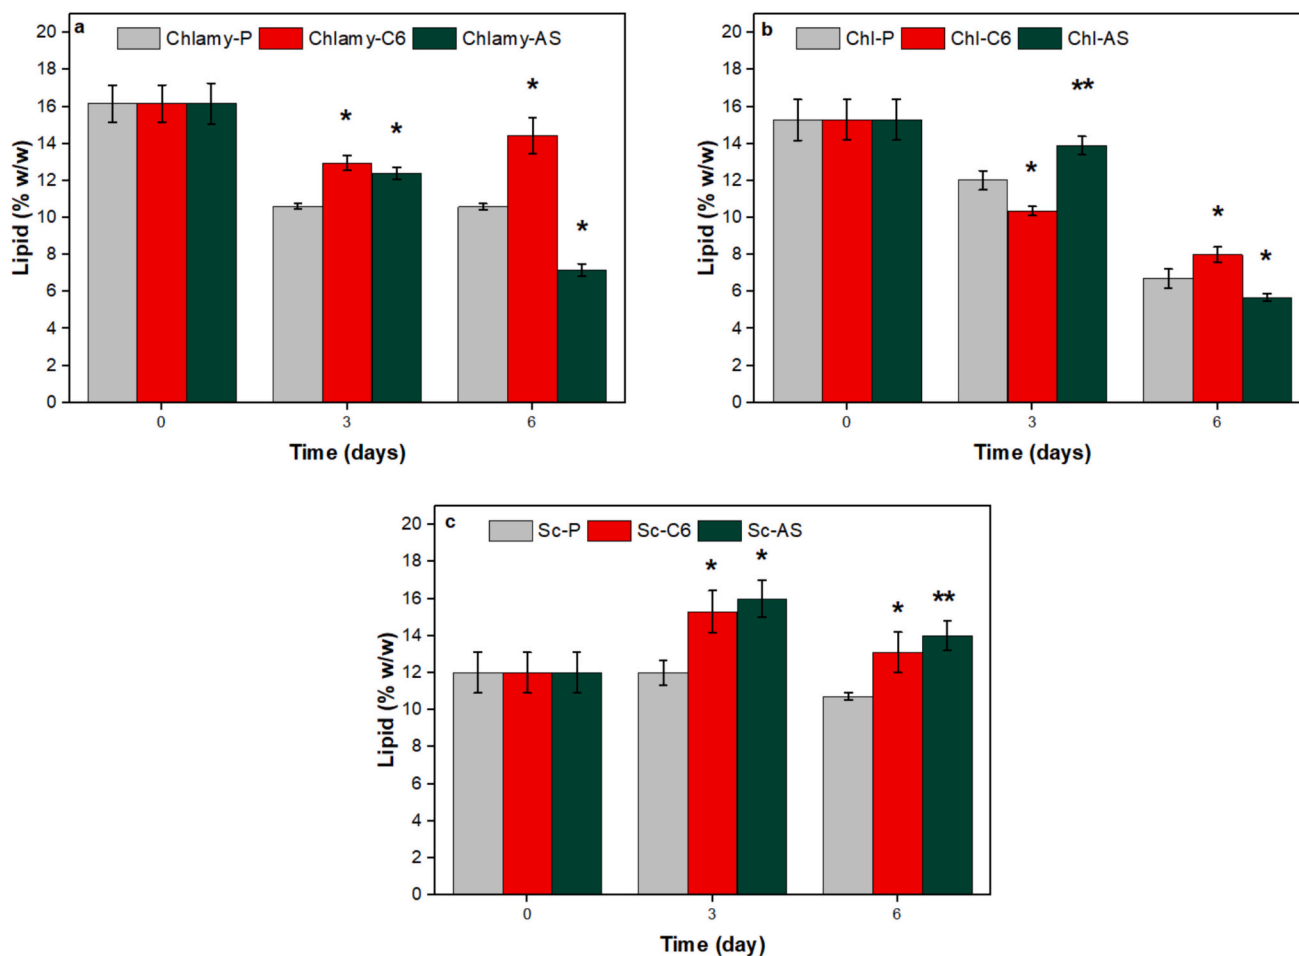 a
Chlamy-P Chlamy-C6 Chlamy-AS
20
18
16
14
12
10
8
6
4
2
0
Lipid (% w/w)
* * * *
0 3 6
Time (days)
b
Chl-P Chl-C6 Chl-AS
20
18
16
14
12
10
8
6
4
2
0
Lipid (% w/w)
* ** * *
0 3 6
Time (days)
c
Sc-P Sc-C6 Sc-AS
20
18
16
14
12
10
8
6
4
2
0
Lipid (% w/w)
* * * **
0 3 6
Time (day)